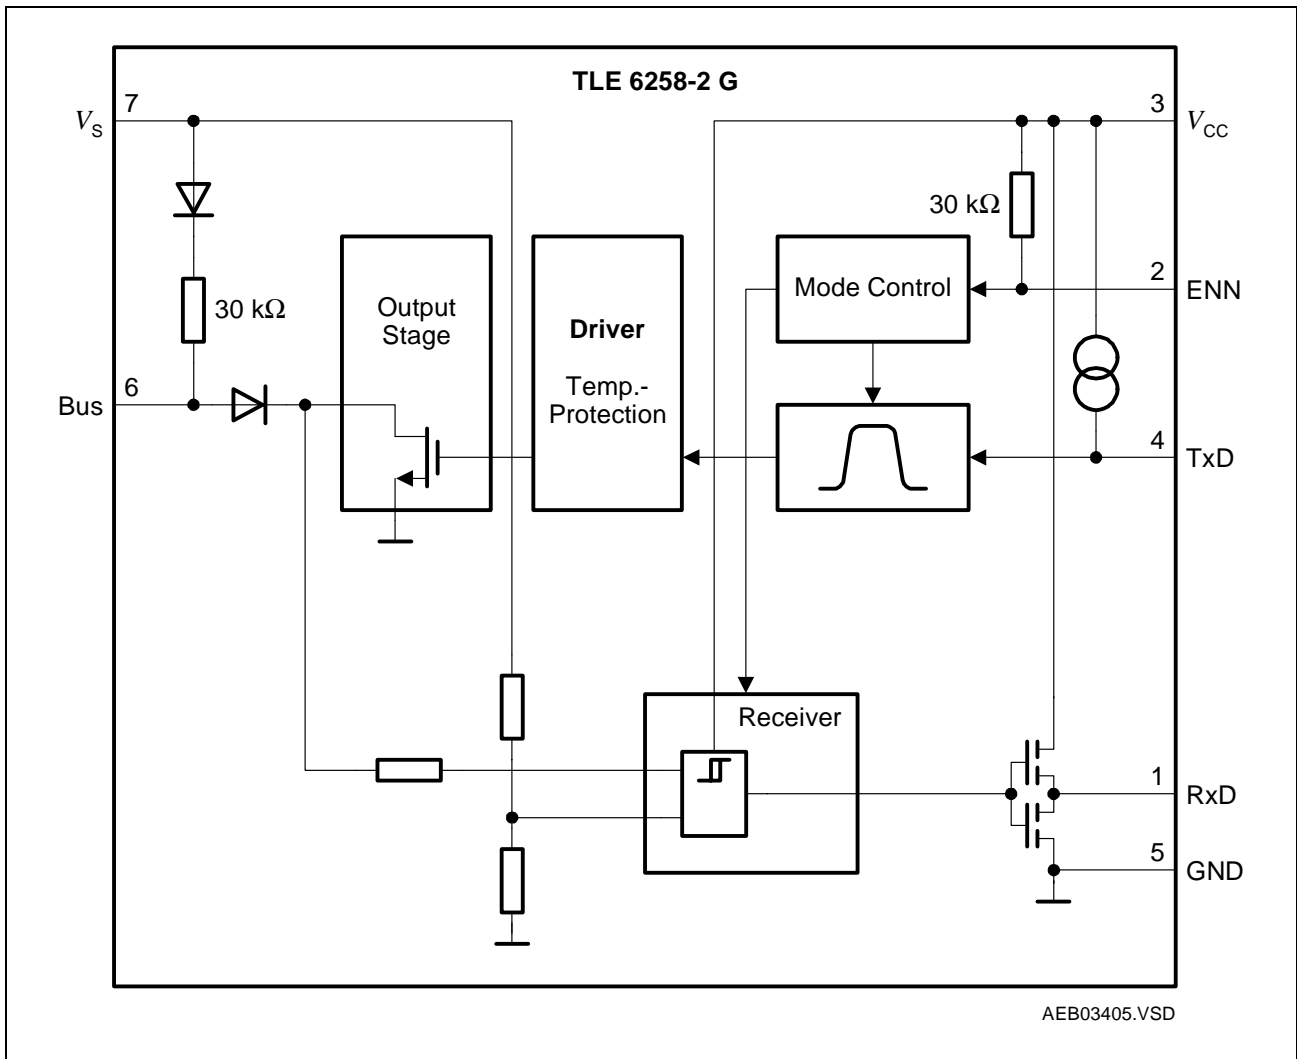 TLE 6258-2 G
7
V_S
3
V_CC
30 kΩ
2
ENN
Mode Control
Output
Stage
30 kΩ
Driver
Temp.-
Protection
6
Bus
4
TxD
Receiver
1
RxD
5
GND
AEB03405.VSD